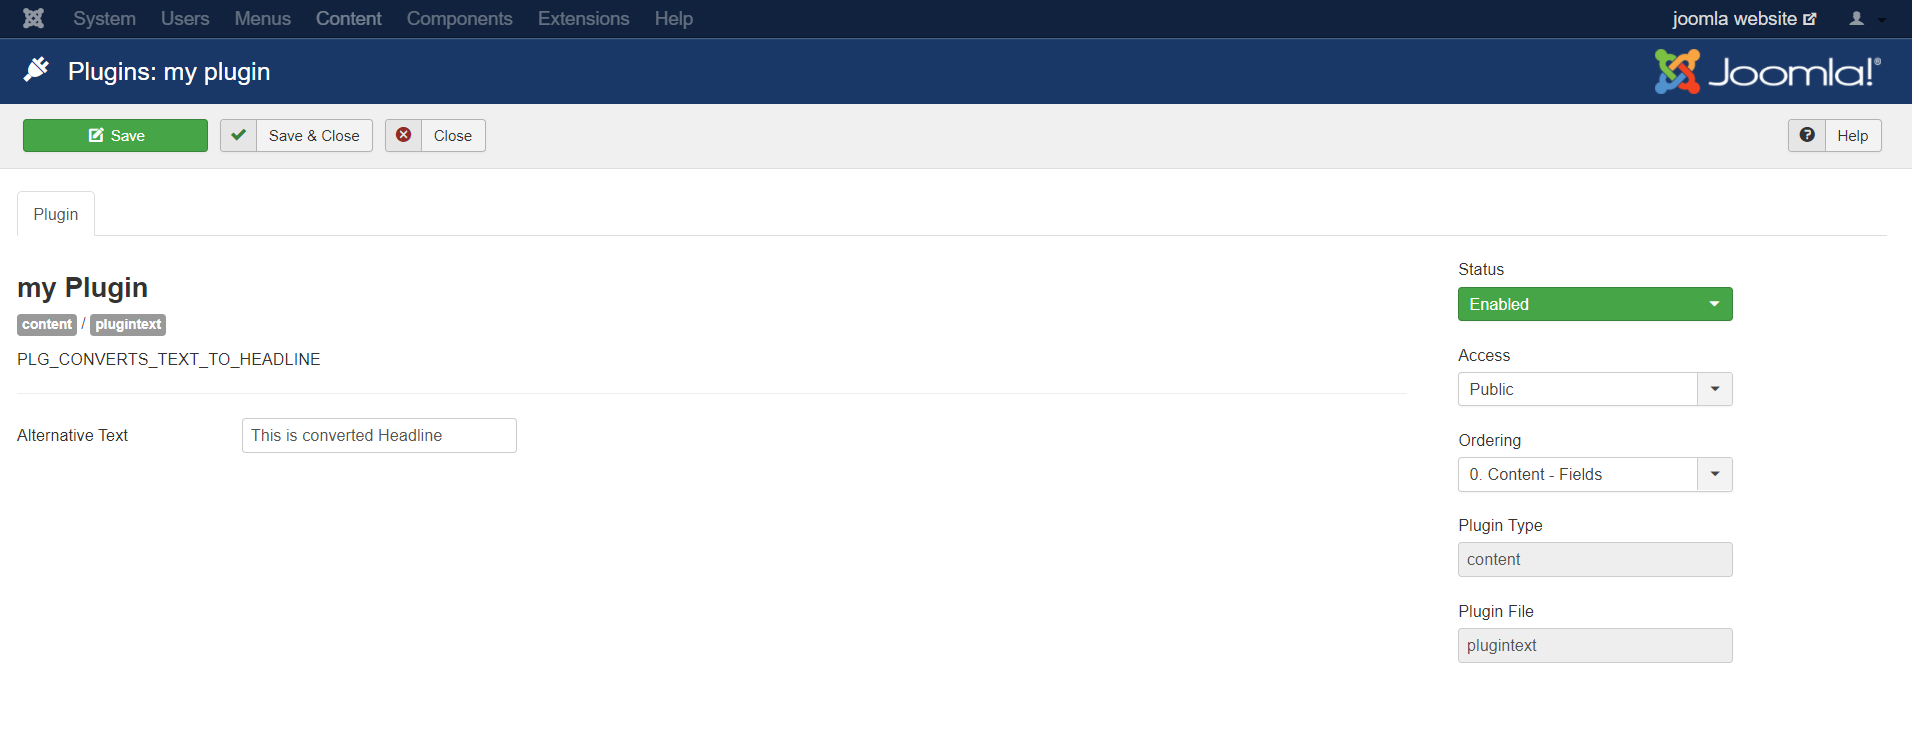 System Users Menus Content Components Extensions Help joomla website
Plugins: my plugin Joomla!®
Save Save & Close Close Help
Plugin
my Plugin
content / plugintext
PLG_CONVERTS_TEXT_TO_HEADLINE
Alternative Text This is converted Headline
Status
Enabled
Access
Public
Ordering
0. Content - Fields
Plugin Type
content
Plugin File
plugintext